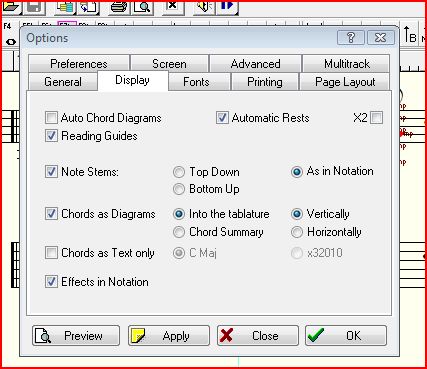 F4
Options
Preferences Screen Advanced Multitrack
General Display Fonts Printing Page Layout
Auto Chord Diagrams Automatic Rests X2
Reading Guides
Note Stems: Top Down As in Notation
Bottom Up
Chords as Diagrams Into the tablature Vertically
Chord Summary Horizontally
Chords as Text only C Maj x32010
Effects in Notation
Preview Apply Close OK